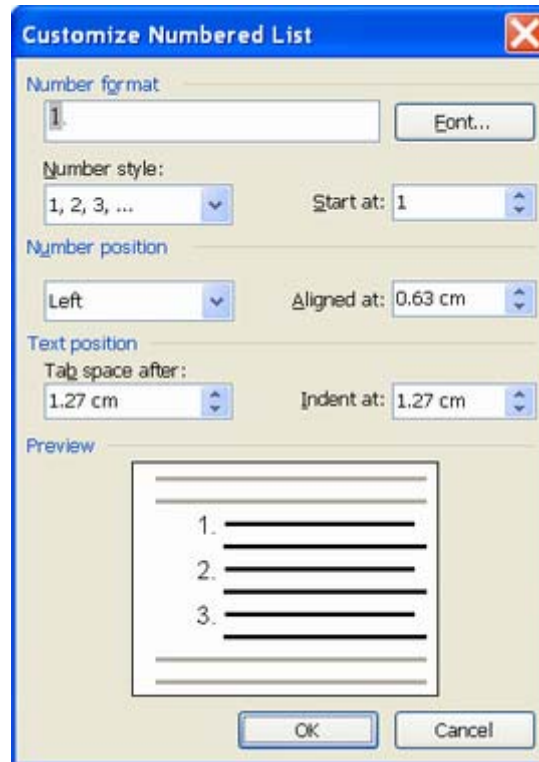 Customize Numbered List
Number format
1.
Font...
Number style:
1, 2, 3, ...
Start at: 1
Number position
Left
Aligned at: 0.63 cm
Text position
Tab space after:
1.27 cm
Indent at: 1.27 cm
Preview
1.
2.
3.
OK Cancel